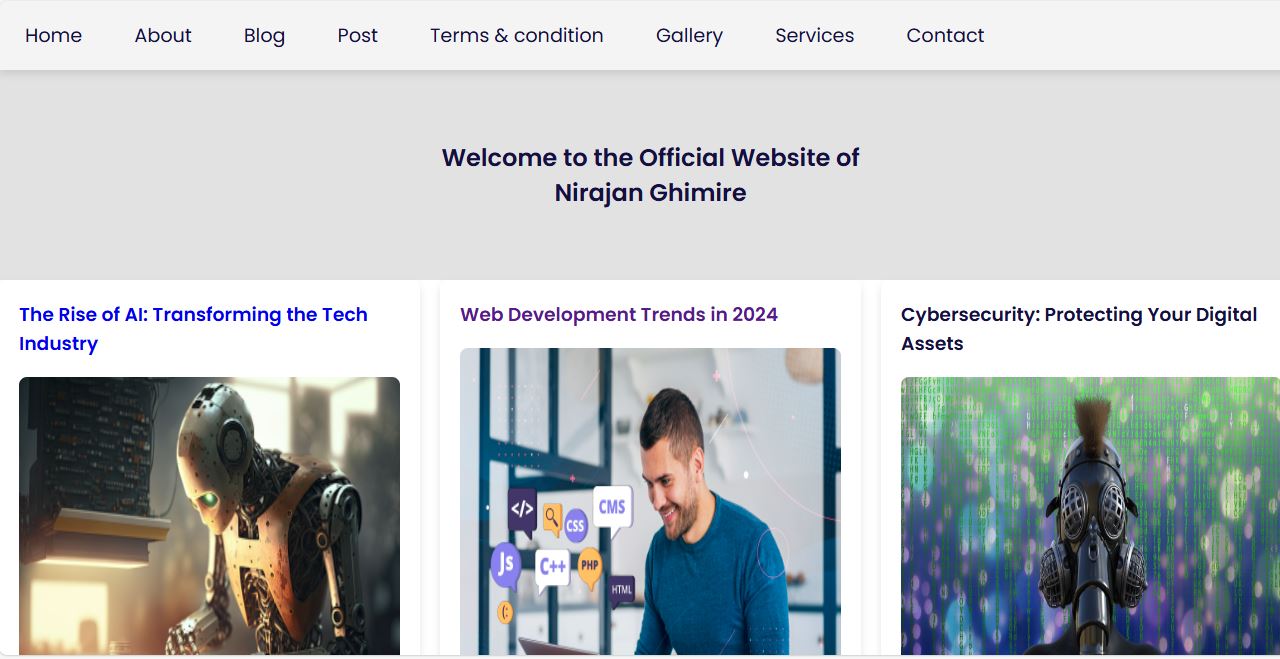 Home About Blog Post Terms & condition Gallery Services Contact
Welcome to the Official Website of
Nirajan Ghimire
The Rise of AI: Transforming the Tech
Industry
Web Development Trends in 2024
Cybersecurity: Protecting Your Digital
Assets
</>
CSS
CMS
Js
C++
PHP
HTML